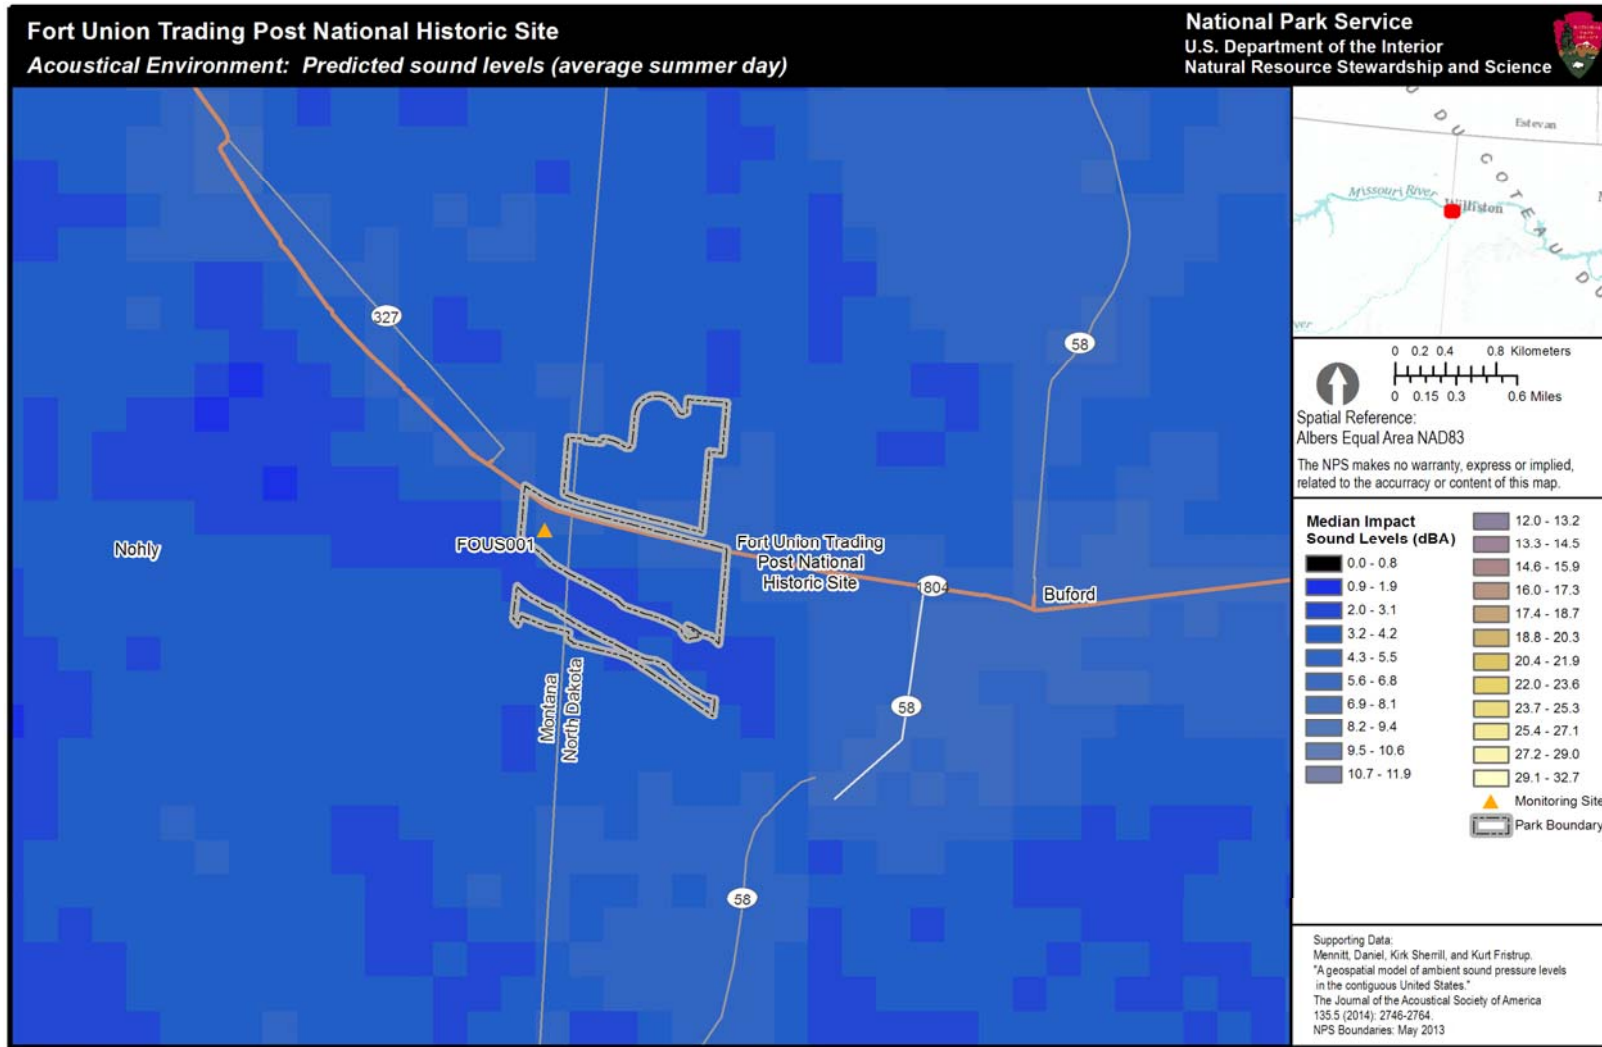 Fort Union Trading Post National Historic Site
Acoustical Environment: Predicted sound levels (average summer day)
National Park Service
U.S. Department of the Interior
Natural Resource Stewardship and Science
327
58
FOUS001
Nohly
Fort Union Trading
Post National
Historic Site
1804
Buford
58
Montana
North Dakota
58
COTEAU DU
Estevan
Missouri River
Williston
0 0.2 0.4 0.8 Kilometers
0 0.15 0.3 0.6 Miles
Spatial Reference:
Albers Equal Area NAD83
The NPS makes no warranty, express or implied,
related to the accurracy or content of this map.
Median Impact
Sound Levels (dBA)
0.0 - 0.8
0.9 - 1.9
2.0 - 3.1
3.2 - 4.2
4.3 - 5.5
5.6 - 6.8
6.9 - 8.1
8.2 - 9.4
9.5 - 10.6
10.7 - 11.9
12.0 - 13.2
13.3 - 14.5
14.6 - 15.9
16.0 - 17.3
17.4 - 18.7
18.8 - 20.3
20.4 - 21.9
22.0 - 23.6
23.7 - 25.3
25.4 - 27.1
27.2 - 29.0
29.1 - 32.7
Monitoring Site
Park Boundary
Supporting Data:
Mennitt, Daniel, Kirk Sherrill, and Kurt Fristrup.
"A geospatial model of ambient sound pressure levels
in the contiguous United States."
The Journal of the Acoustical Society of America
135.5 (2014): 2746-2764.
NPS Boundaries: May 2013